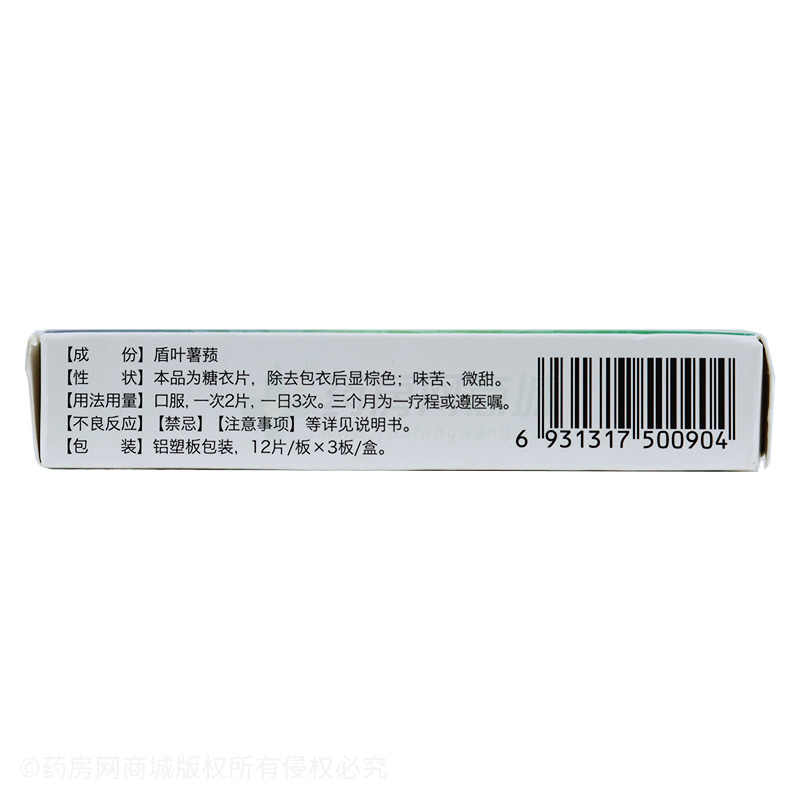 【成　份】盾叶薯蓣
【性　状】本品为糖衣片，除去包衣后显棕色；味苦、微甜。
【用法用量】口服,一次2片,一日3次。三个月为一疗程或遵医嘱。
【不良反应】【禁忌】【注意事项】等详见说明书。
【包　装】铝塑板包装，12片/板×3板/盒。
6 931317 500904
©药房网商城版权所有侵权必究